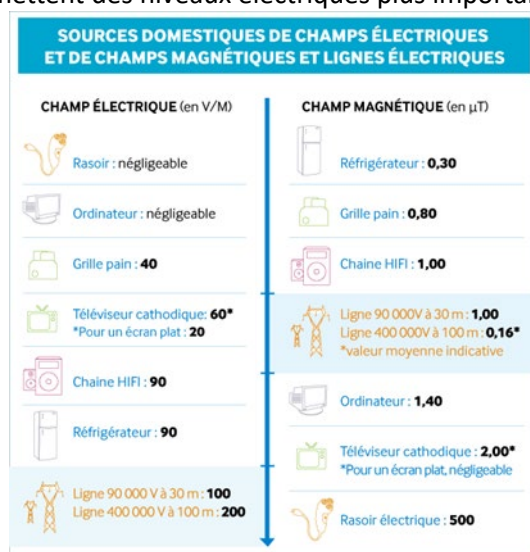 mettent des niveaux électriques plus importa
SOURCES DOMESTIQUES DE CHAMPS ÉLECTRIQUES
ET DE CHAMPS MAGNÉTIQUES ET LIGNES ÉLECTRIQUES
CHAMP ÉLECTRIQUE (en V/M)
Rasoir : négligeable
Ordinateur : négligeable
Grille pain : 40
Téléviseur cathodique: 60*
*Pour un écran plat : 20
Chaine HIFI : 90
Réfrigérateur : 90
Ligne 90 000 V à 30 m : 100
Ligne 400 000 V à 100 m : 200
CHAMP MAGNÉTIQUE (en µT)
Réfrigérateur : 0,30
Grille pain : 0,80
Chaine HIFI : 1,00
Ligne 90 000V à 30 m : 1,00
Ligne 400 000V à 100 m : 0,16*
*valeur moyenne indicative
Ordinateur : 1,40
Téléviseur cathodique : 2,00*
*Pour un écran plat, négligeable
Rasoir électrique : 500